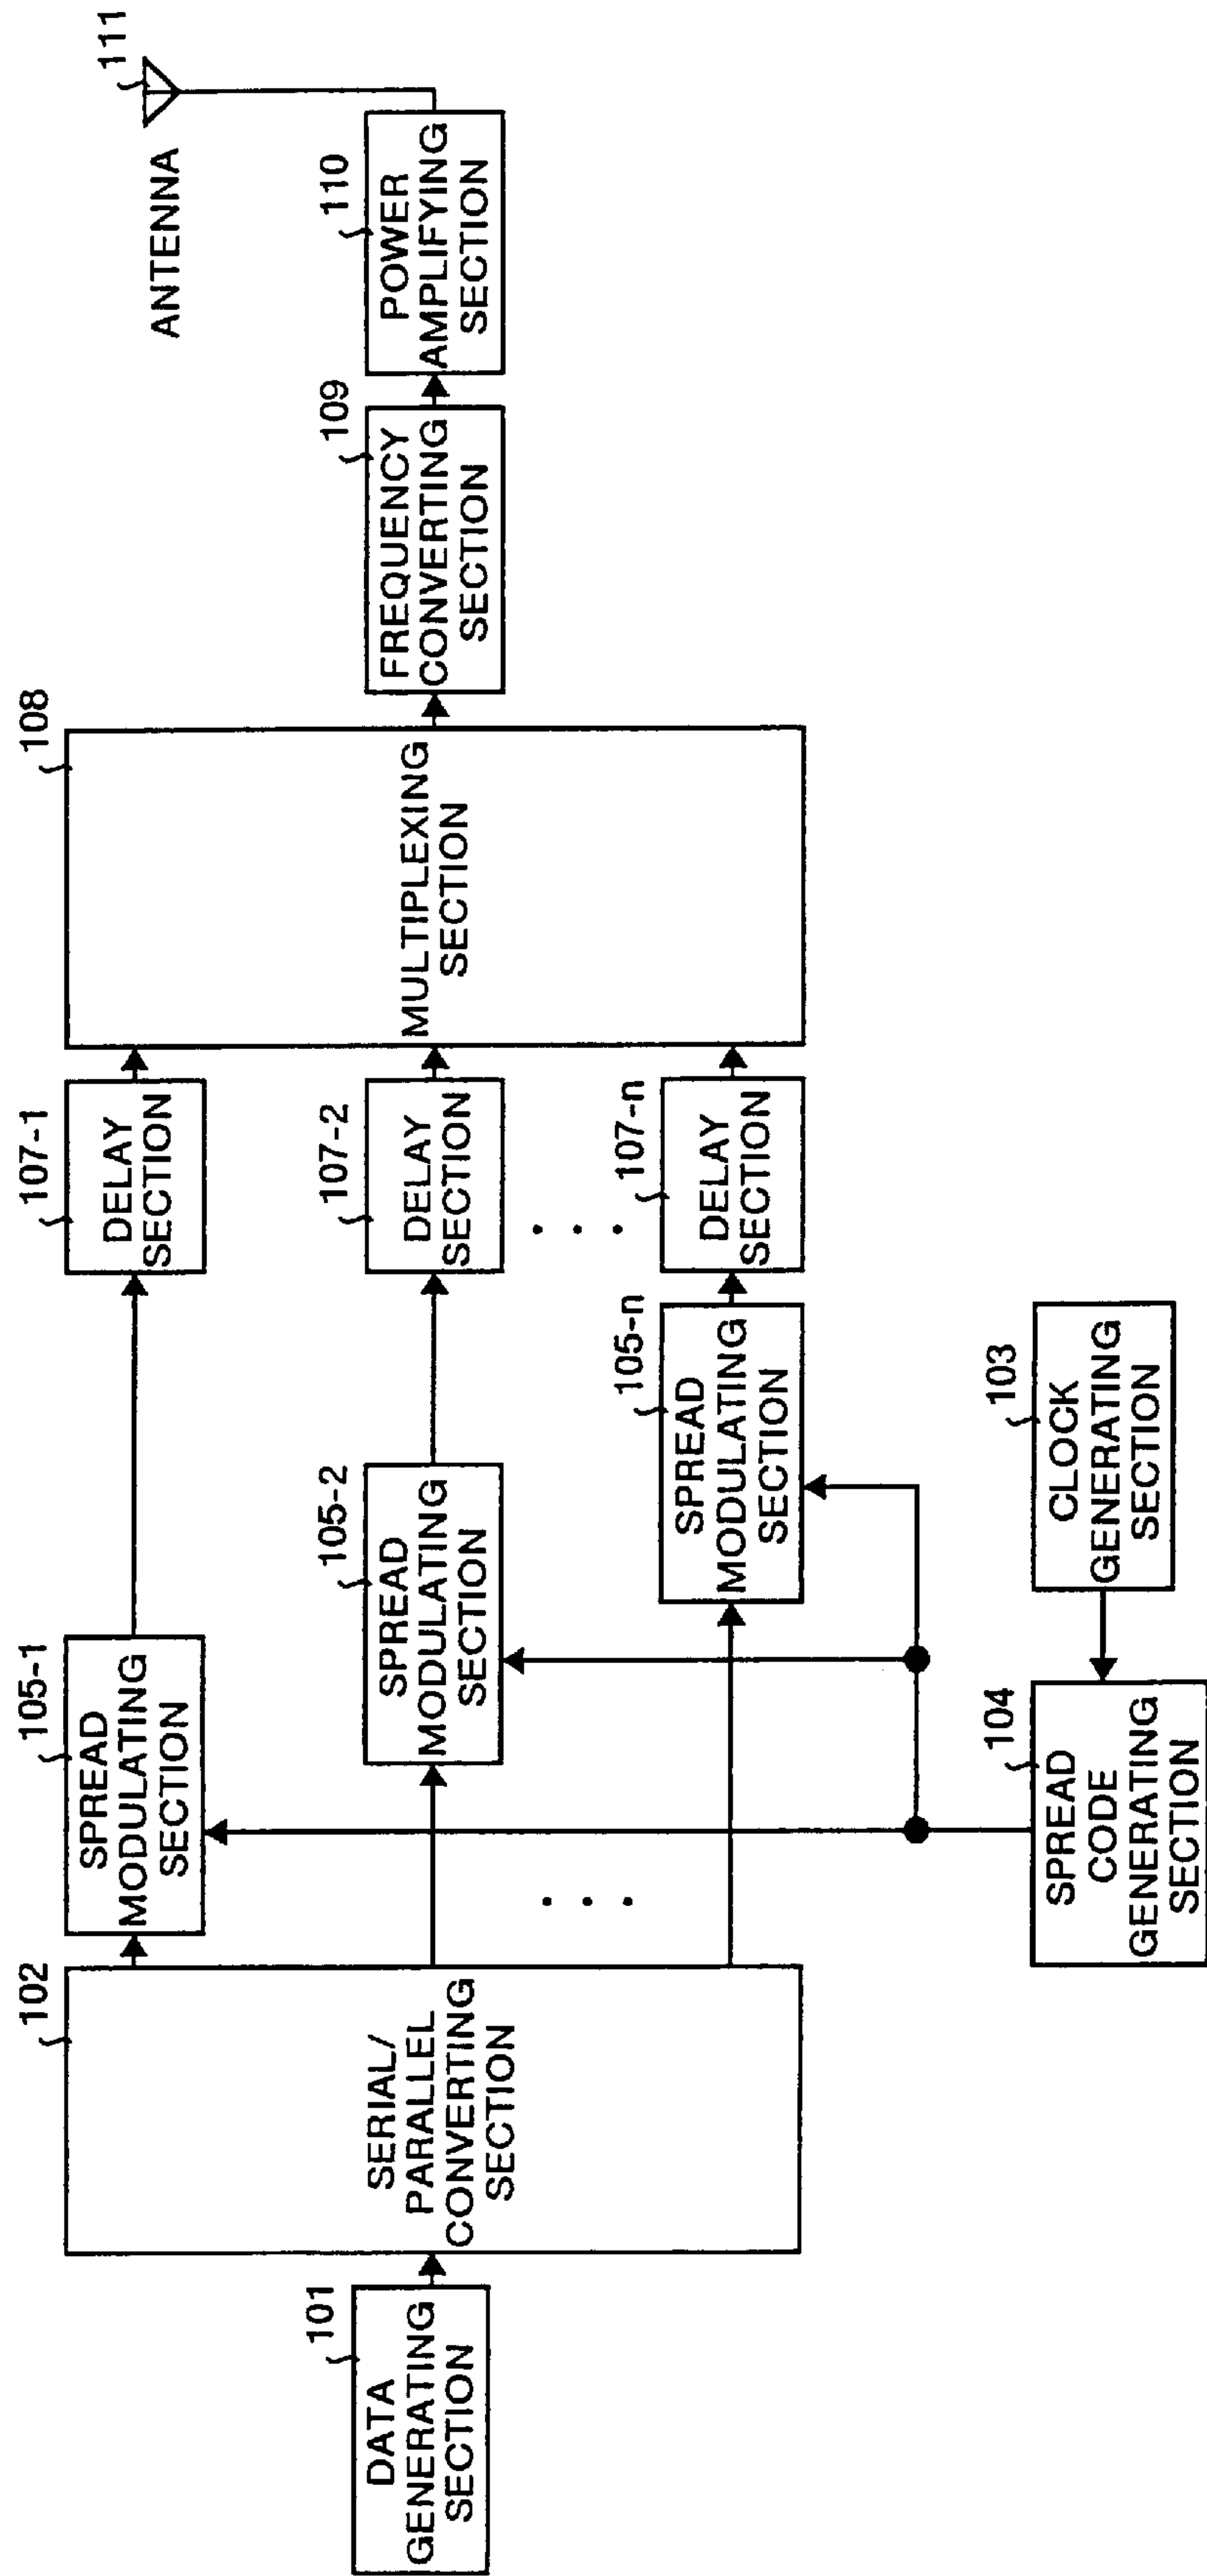 101
DATA
GENERATING
SECTION
102
SERIAL/
PARALLEL
CONVERTING
SECTION
105-1
SPREAD
MODULATING
SECTION
105-2
SPREAD
MODULATING
SECTION
. . .
105-n
SPREAD
MODULATING
SECTION
104
SPREAD
CODE
GENERATING
SECTION
103
CLOCK
GENERATING
SECTION
107-1
DELAY
SECTION
107-2
DELAY
SECTION
. . .
107-n
DELAY
SECTION
108
MULTIPLEXING
SECTION
109
FREQUENCY
CONVERTING
SECTION
110
POWER
AMPLIFYING
SECTION
111
ANTENNA